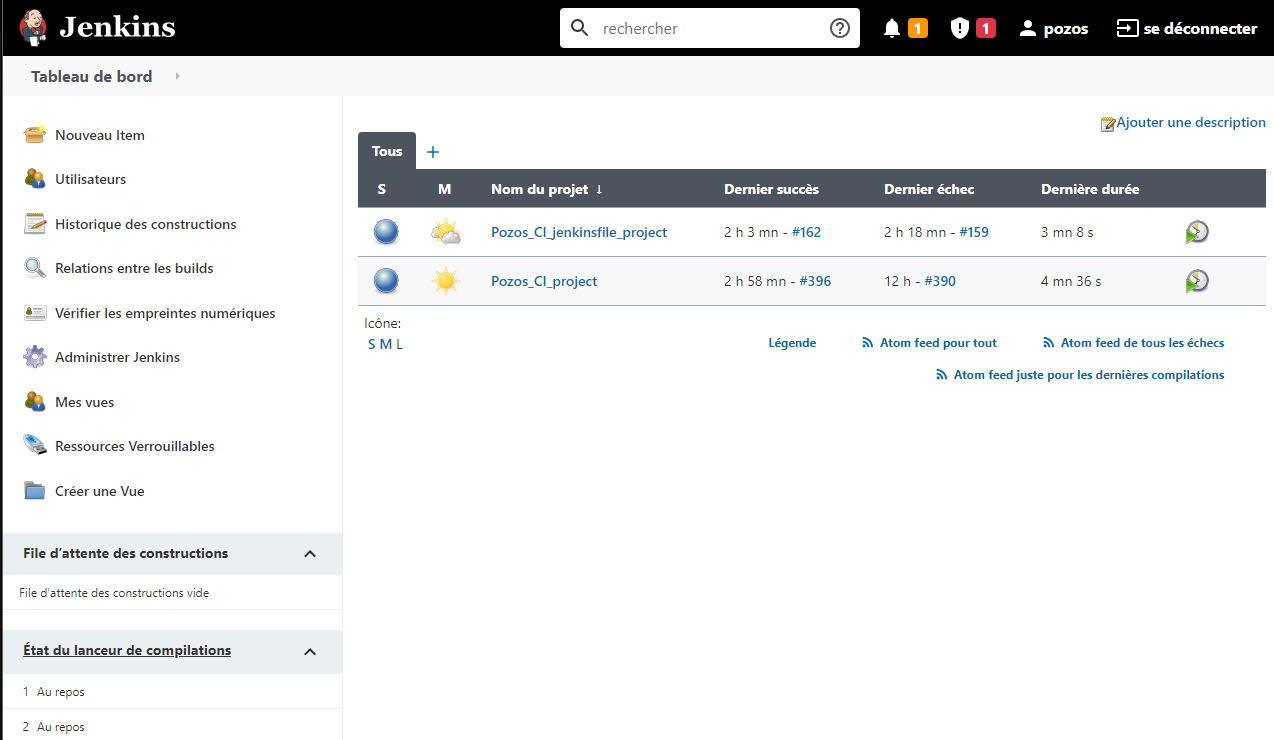 Jenkins
rechercher
1
1
pozos
se déconnecter
Tableau de bord
Nouveau Item
Utilisateurs
Historique des constructions
Relations entre les builds
Vérifier les empreintes numériques
Administrer Jenkins
Mes vues
Ressources Verrouillables
Créer une Vue
File d'attente des constructions
File d'attente des constructions vide
État du lanceur de compilations
1 Au repos
2 Au repos
Ajouter une description
Tous +
S M Nom du projet ↓ Dernier succès Dernier échec Dernière durée
Pozos_CI_jenkinsfile_project 2 h 3 mn - #162 2 h 18 mn - #159 3 mn 8 s
Pozos_CI_project 2 h 58 mn - #396 12 h - #390 4 mn 36 s
Icône:
S M L
Légende Atom feed pour tout Atom feed de tous les échecs
Atom feed juste pour les dernières compilations